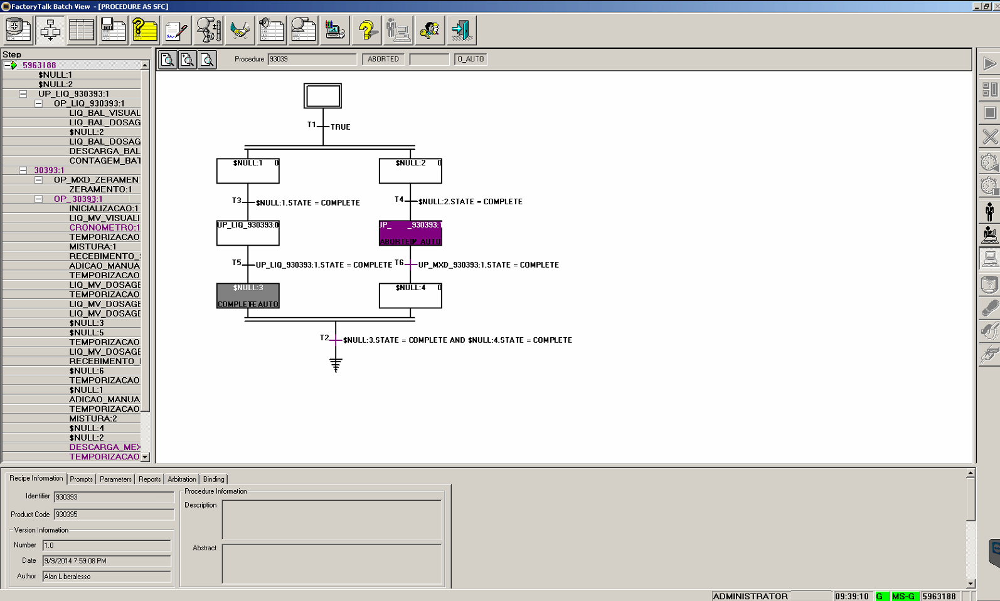 FactoryTalk Batch View - [PROCEDURE AS SFC]
Step
5963188
$NULL:1
$NULL:2
UP_LIQ_930393:1
OP_LIQ_930393:1
LIQ_BAL_VISUAL
LIQ_BAL_DOSAG
$NULL:2
LIQ_BAL_DOSAG
DESCARGA_BAL
CONTAGEM_BAT
30393:1
OP_MXD_ZERAMENT
ZERAMENTO:1
OP_30393:1
INICIALIZACAO:1
LIQ_MV_VISUALI
CRONOMETRO:1
TEMPORIZACAO
MISTURA:1
RECEBIMENTO_
ADICAO_MANUA
TEMPORIZACAO
LIQ_MV_DOSAGE
TEMPORIZACAO
LIQ_MV_DOSAGE
LIQ_MV_DOSAGE
$NULL:3
$NULL:5
TEMPORIZACAO
LIQ_MV_DOSAGE
RECEBIMENTO_
$NULL:6
TEMPORIZACAO
$NULL:1
ADICAO_MANUA
TEMPORIZACAO
MISTURA:2
$NULL:4
$NULL:2
DESCARGA_MEX
TEMPORIZACAO
Procedure 93039 ABORTED O_AUTO
T1 TRUE
$NULL:1 0 $NULL:2 0
T3 $NULL:1.STATE = COMPLETE T4 $NULL:2.STATE = COMPLETE
UP_LIQ_930393:0 UP_ _930393:1
ABORTED P_AUTO
T5 UP_LIQ_930393:1.STATE = COMPLETE T6 UP_MXD_930393:1.STATE = COMPLETE
$NULL:3 $NULL:4 0
COMPLETE AUTO
T2 $NULL:3.STATE = COMPLETE AND $NULL:4.STATE = COMPLETE
Recipe Information Prompts Parameters Reports Arbitration Binding
Identifier 930393
Product Code 930395
Version Information
Number 1.0
Date 9/9/2014 7:59:08 PM
Author Alan Liberalesso
Procedure Information
Description
Abstract
ADMINISTRATOR 09:39:10 G MS-G 5963188